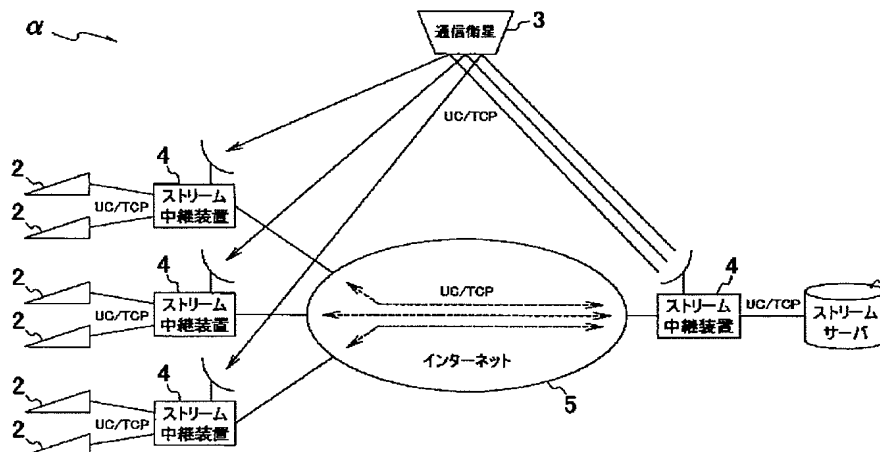 α
通信衛星
3
UC/TCP
2
4
ストリーム
中継装置
UC/TCP
2
2
4
ストリーム
中継装置
UC/TCP
2
UC/TCP
インターネット
5
4
ストリーム
中継装置
UC/TCP
ストリーム
サーバ
2
4
ストリーム
中継装置
UC/TCP
2